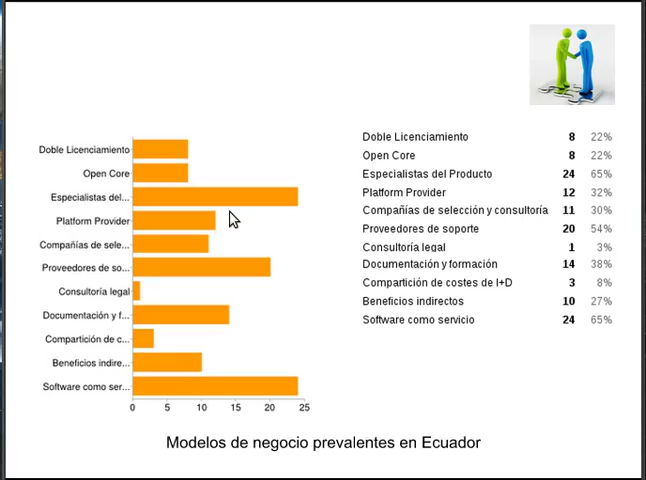 Doble Licenciamiento
Open Core
Especialistas del...
Platform Provider
Compañías de sele...
Proveedores de so...
Consultoría legal
Documentación y f...
Compartición de c...
Beneficios indire...
Software como ser...
0 5 10 15 20 25
Doble Licenciamiento 8 22%
Open Core 8 22%
Especialistas del Producto 24 65%
Platform Provider 12 32%
Compañías de selección y consultoría 11 30%
Proveedores de soporte 20 54%
Consultoría legal 1 3%
Documentación y formación 14 38%
Compartición de costes de I+D 3 8%
Beneficios indirectos 10 27%
Software como servicio 24 65%
Modelos de negocio prevalentes en Ecuador